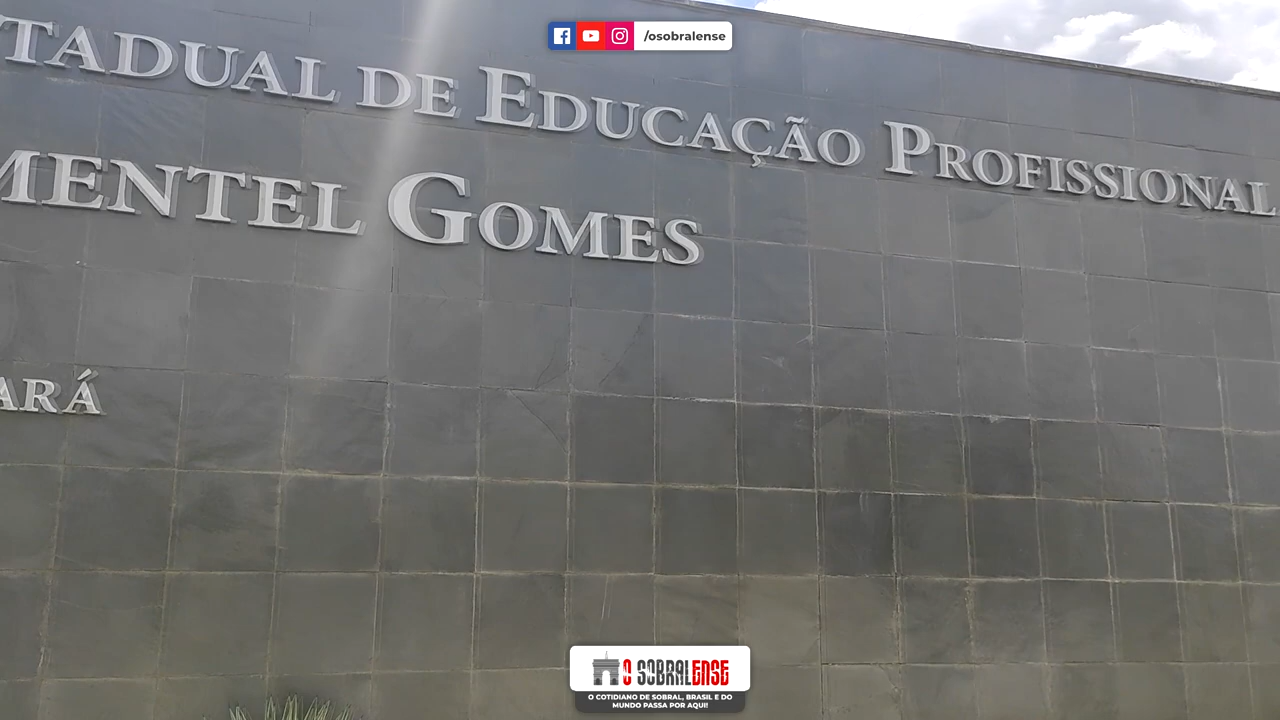 /osobralense
TADUAL DE EDUCAÇÃO PROFISSIONAL
MENTEL GOMES
ARÁ
O SOBRALENSE
O COTIDIANO DE SOBRAL, BRASIL E DO
MUNDO PASSA POR AQUI!